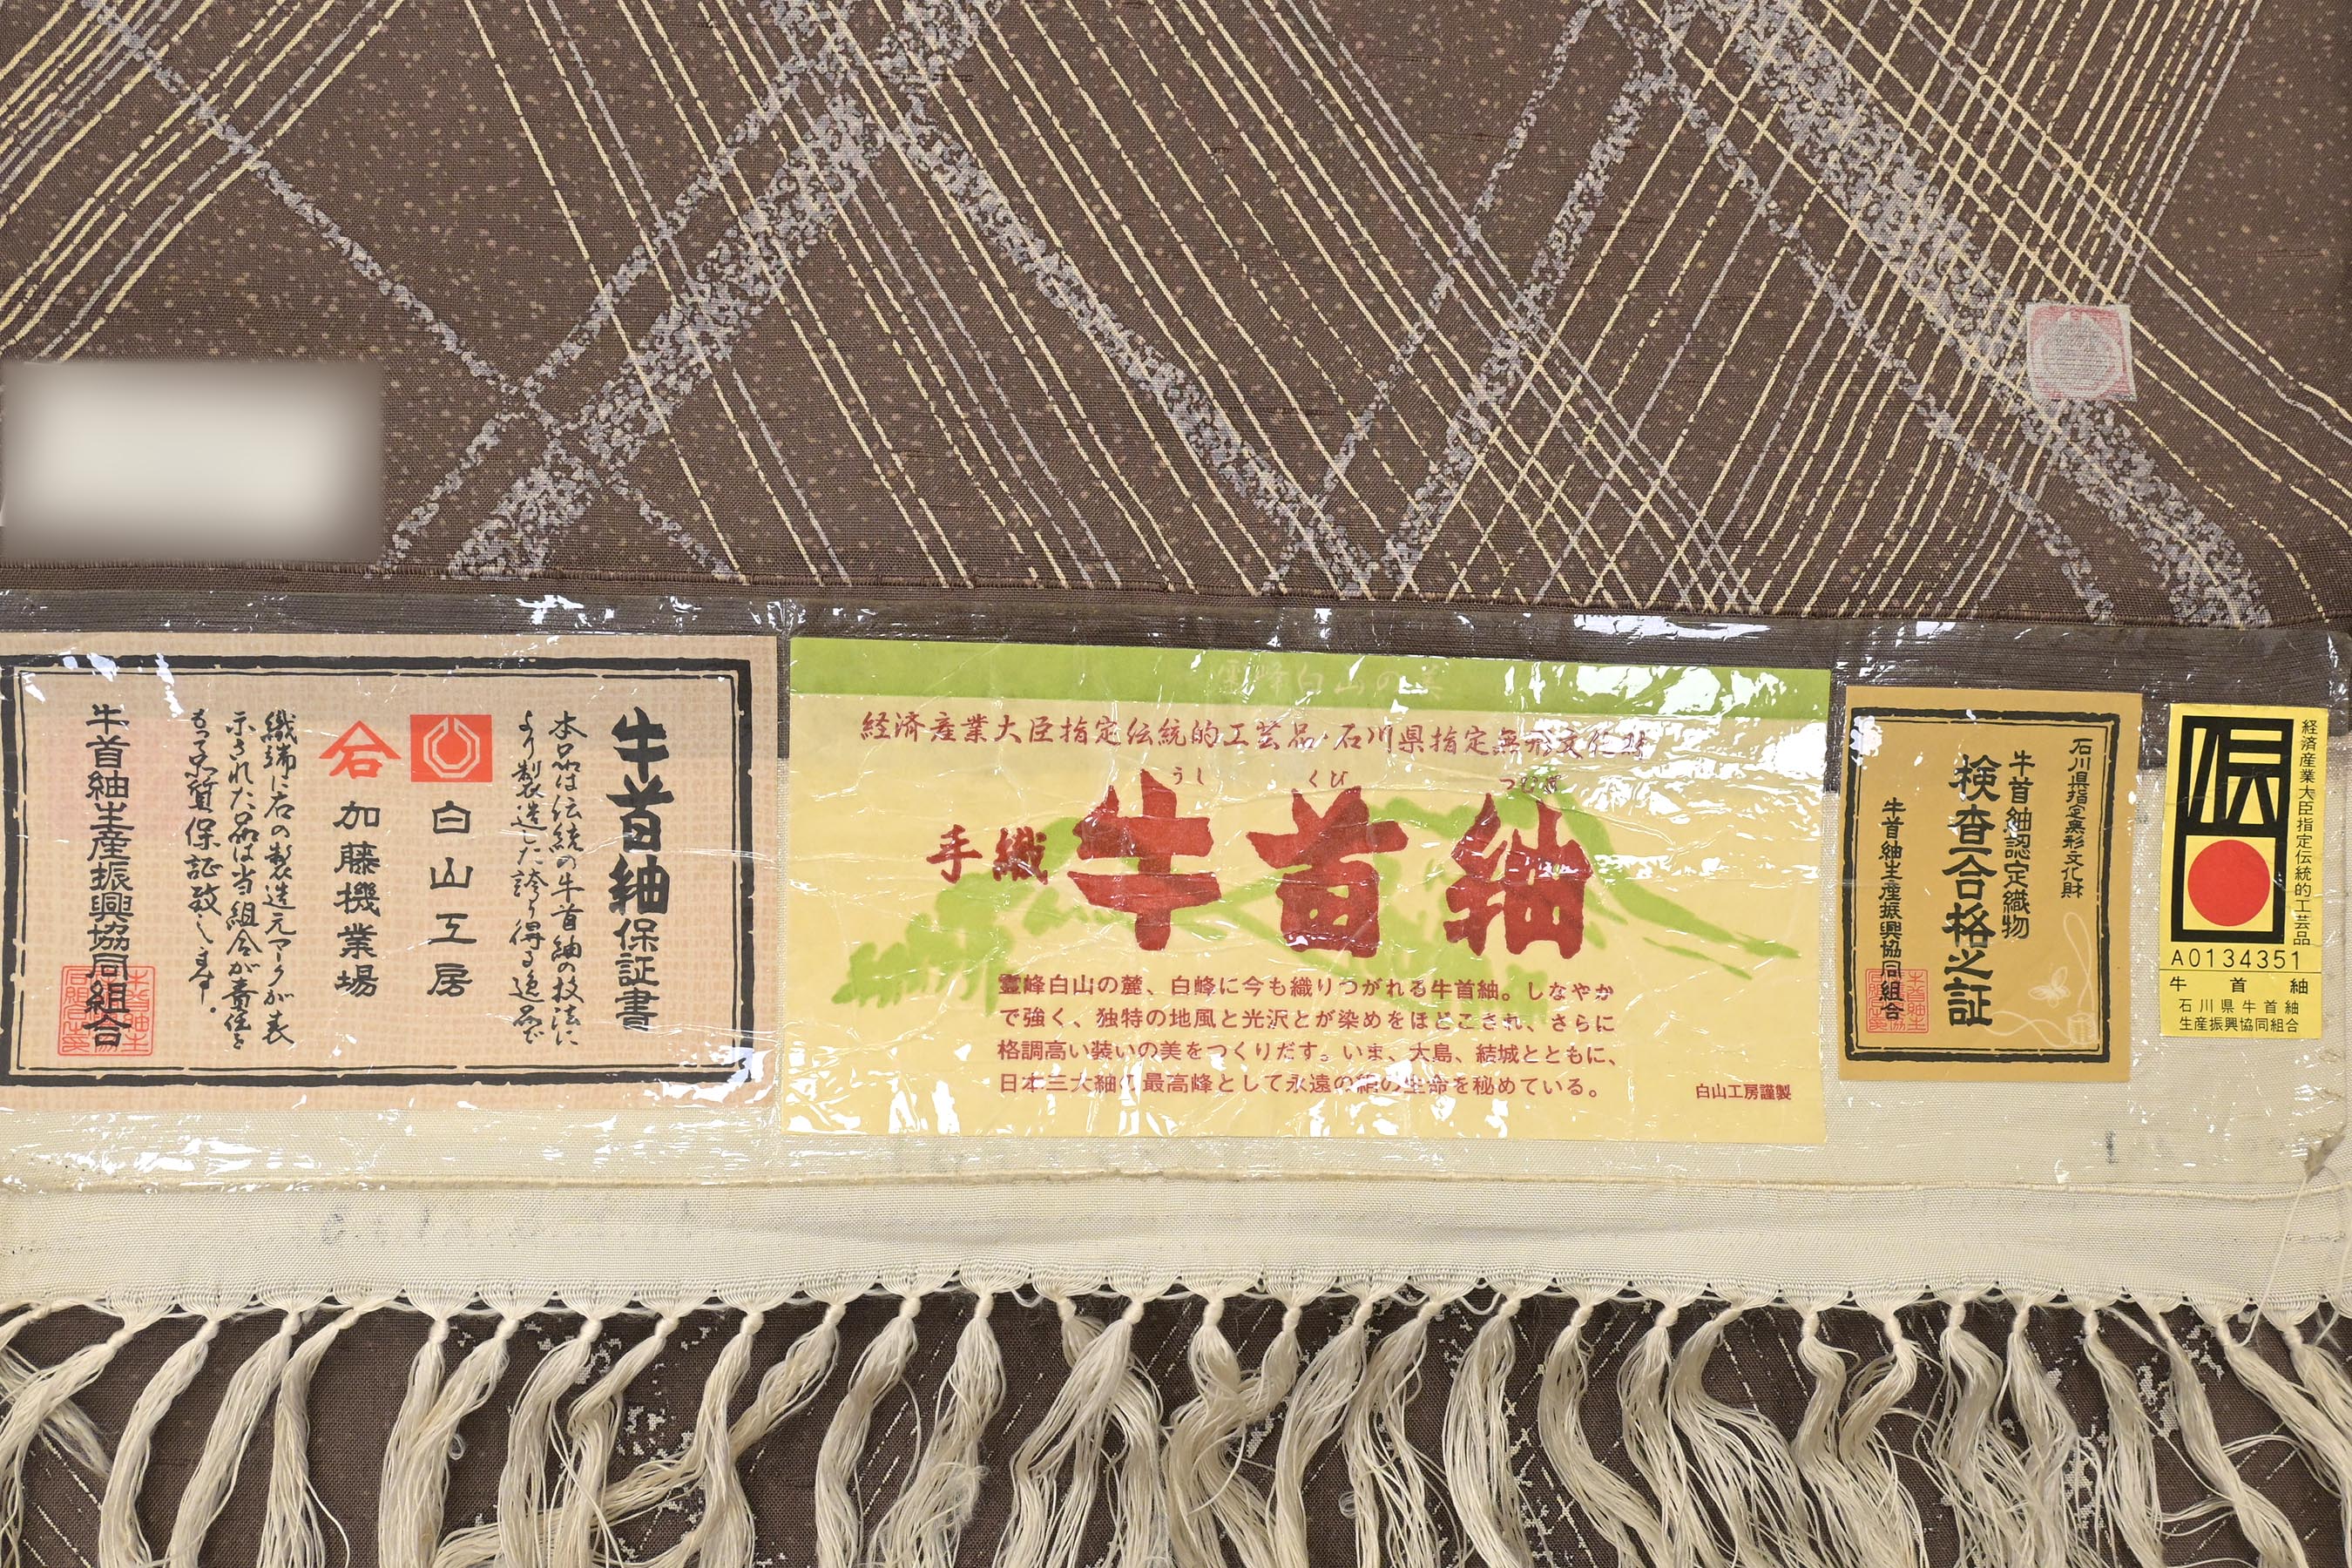 牛首紬保証書
本品は伝統の牛首紬の技法に
より製造した誇り得る逸品で
白山工房
石
加藤機業場
織端に右の製造元マークが表
示された品は当組合が責任を
もって品質保証致します。
牛首紬生産振興協同組合
霊峰白山の美
経済産業大臣指定伝統的工芸品・石川県指定無形文化財
うし くび つむぎ
手織 牛首紬
霊峰白山の麓、白峰に今も織りつがれる牛首紬。しなやか
で強く、独特の地風と光沢とが染めをほどこされ、さらに
格調高い装いの美をつくりだす。いま、大島、結城とともに、
日本三大紬の最高峰として永遠の絹の生命を秘めている。
白山工房謹製
石川県指定無形文化財
牛首紬認定織物
検査合格之証
牛首紬生産振興協同組合
経済産業大臣指定伝統的工芸品
伝
A0134351
牛首紬
石川県牛首紬
生産振興協同組合